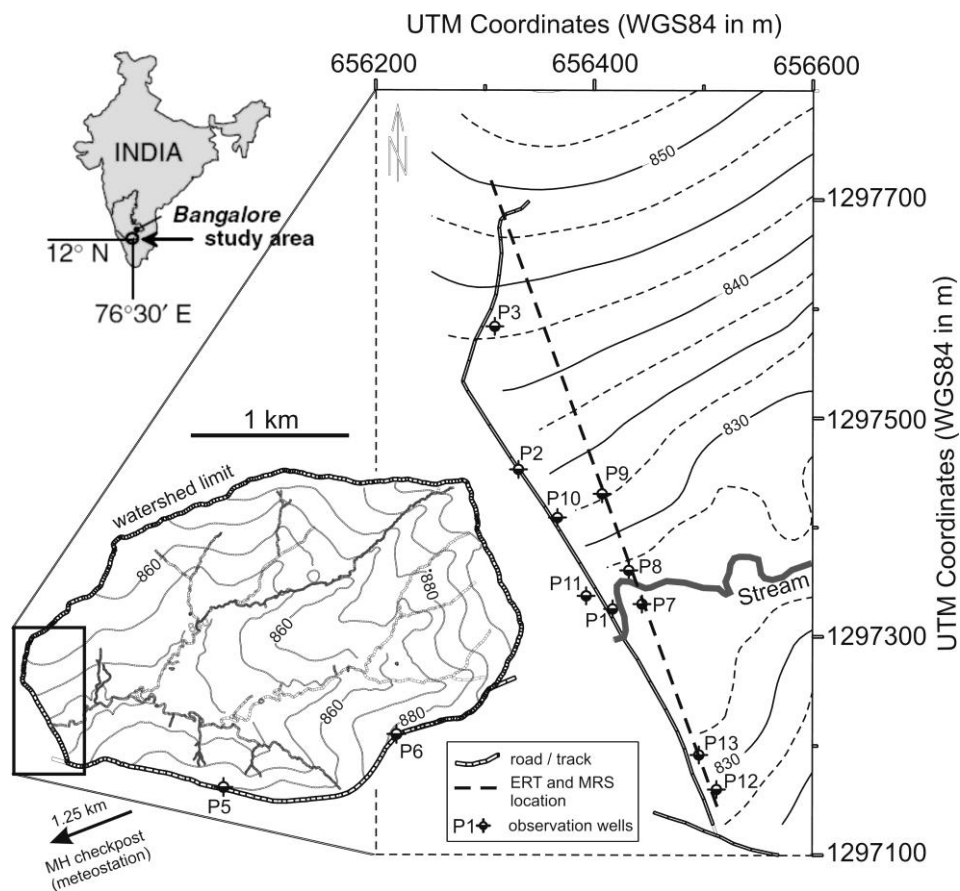 UTM Coordinates (WGS84 in m)
656200
656400
656600
N
INDIA
Bangalore
study area
12° N
76°30′ E
850
1297700
840
P3
1 km
830
1297500
P2
P9
P10
watershed limit
P8
P11
P1
P7
Stream
1297300
UTM Coordinates (WGS84 in m)
860
880
860
860
880
P6
P5
P13
830
P12
1.25 km
MH checkpost
(meteostation)
road / track
ERT and MRS
location
P1 observation wells
1297100